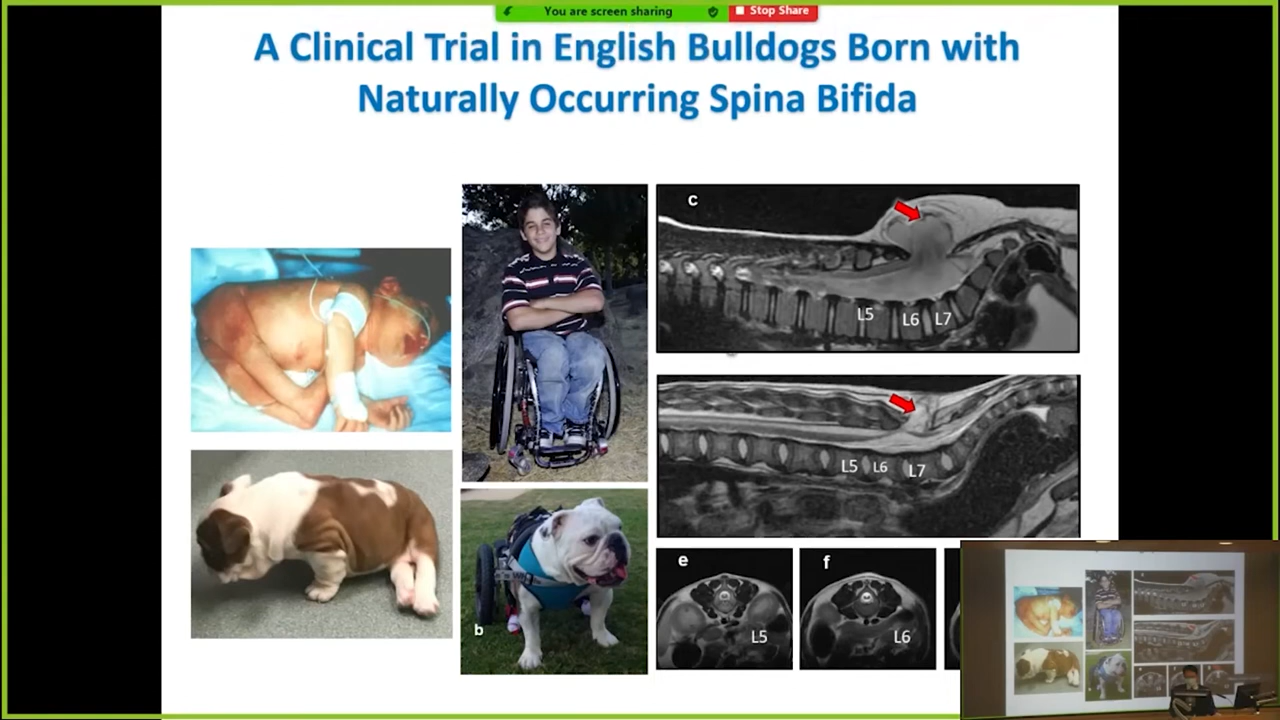 You are screen sharing
Stop Share
A Clinical Trial in English Bulldogs Born with
Naturally Occurring Spina Bifida
c
L5 L6 L7
L5 L6 L7
b
e
L5
f
L6